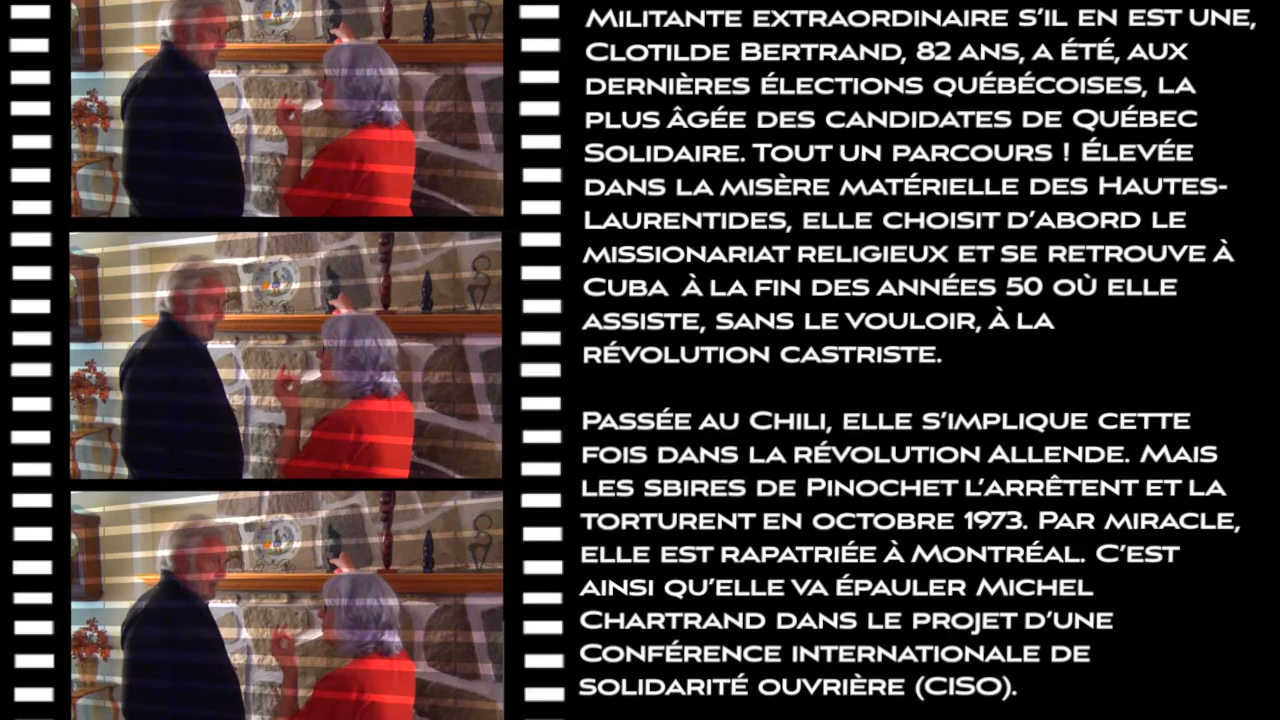 MILITANTE EXTRAORDINAIRE S'IL EN EST UNE,
CLOTILDE BERTRAND, 82 ANS, A ÉTÉ, AUX
DERNIÈRES ÉLECTIONS QUÉBÉCOISES, LA
PLUS ÂGÉE DES CANDIDATES DE QUÉBEC
SOLIDAIRE. TOUT UN PARCOURS ! ÉLEVÉE
DANS LA MISÈRE MATÉRIELLE DES HAUTES-
LAURENTIDES, ELLE CHOISIT D'ABORD LE
MISSIONARIAT RELIGIEUX ET SE RETROUVE À
CUBA À LA FIN DES ANNÉES 50 OÙ ELLE
ASSISTE, SANS LE VOULOIR, À LA
RÉVOLUTION CASTRISTE.
PASSÉE AU CHILI, ELLE S'IMPLIQUE CETTE
FOIS DANS LA RÉVOLUTION ALLENDE. MAIS
LES SBIRES DE PINOCHET L'ARRÊTENT ET LA
TORTURENT EN OCTOBRE 1973. PAR MIRACLE,
ELLE EST RAPATRIÉE À MONTRÉAL. C'EST
AINSI QU'ELLE VA ÉPAULER MICHEL
CHARTRAND DANS LE PROJET D'UNE
CONFÉRENCE INTERNATIONALE DE
SOLIDARITÉ OUVRIÈRE (CISO).